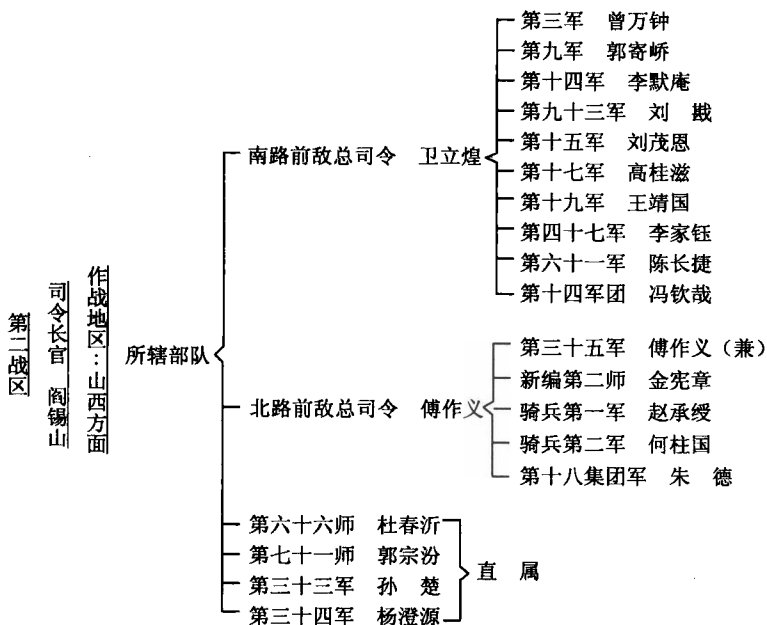 第二战区
司令长官 阎锡山
作战地区：山西方面
所辖部队
南路前敌总司令 卫立煌
第三军 曾万钟
第九军 郭寄峤
第十四军 李默庵
第九十三军 刘 戡
第十五军 刘茂恩
第十七军 高桂滋
第十九军 王靖国
第四十七军 李家钰
第六十一军 陈长捷
第十四军团 冯钦哉
北路前敌总司令 傅作义
第三十五军 傅作义（兼）
新编第二师 金宪章
骑兵第一军 赵承绶
骑兵第二军 何柱国
第十八集团军 朱 德
第六十六师 杜春沂
第七十一师 郭宗汾
第三十三军 孙 楚
第三十四军 杨澄源
直 属